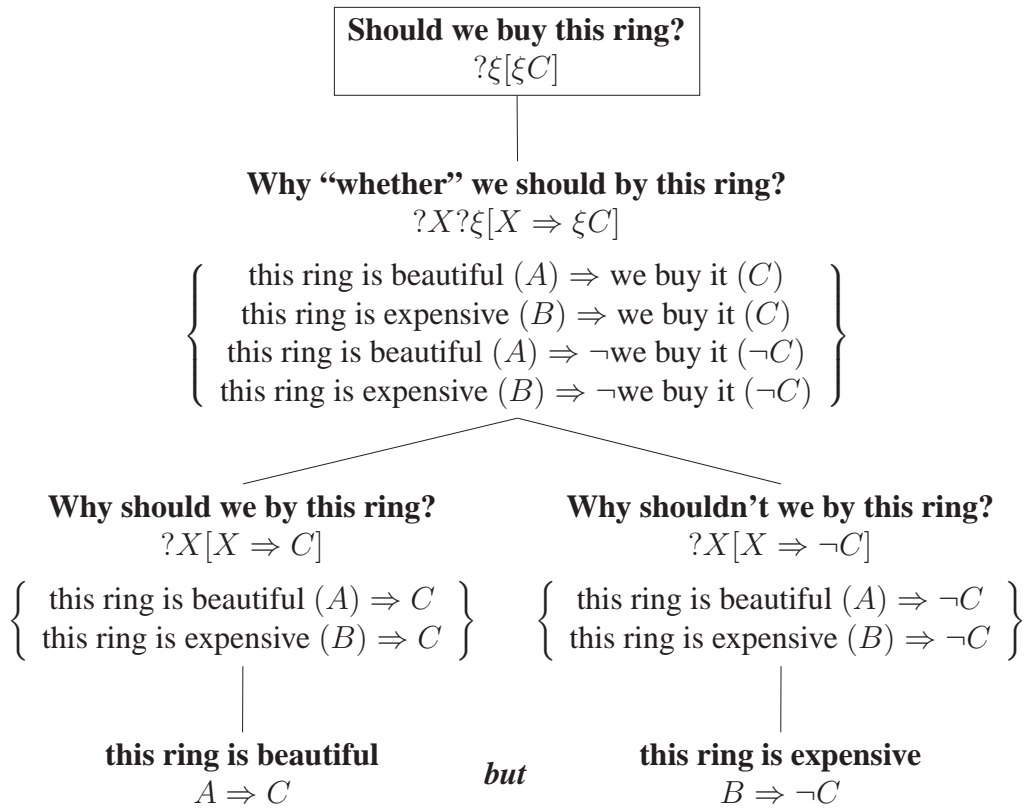 Should we buy this ring?
?ξ[ξC]
Why “whether” we should by this ring?
?X?ξ[X ⇒ ξC]
this ring is beautiful (A) ⇒ we buy it (C)
this ring is expensive (B) ⇒ we buy it (C)
this ring is beautiful (A) ⇒ ¬we buy it (¬C)
this ring is expensive (B) ⇒ ¬we buy it (¬C)
Why should we by this ring?
?X[X ⇒ C]
this ring is beautiful (A) ⇒ C
this ring is expensive (B) ⇒ C
this ring is beautiful
A ⇒ C
but
Why shouldn’t we by this ring?
?X[X ⇒ ¬C]
this ring is beautiful (A) ⇒ ¬C
this ring is expensive (B) ⇒ ¬C
this ring is expensive
B ⇒ ¬C